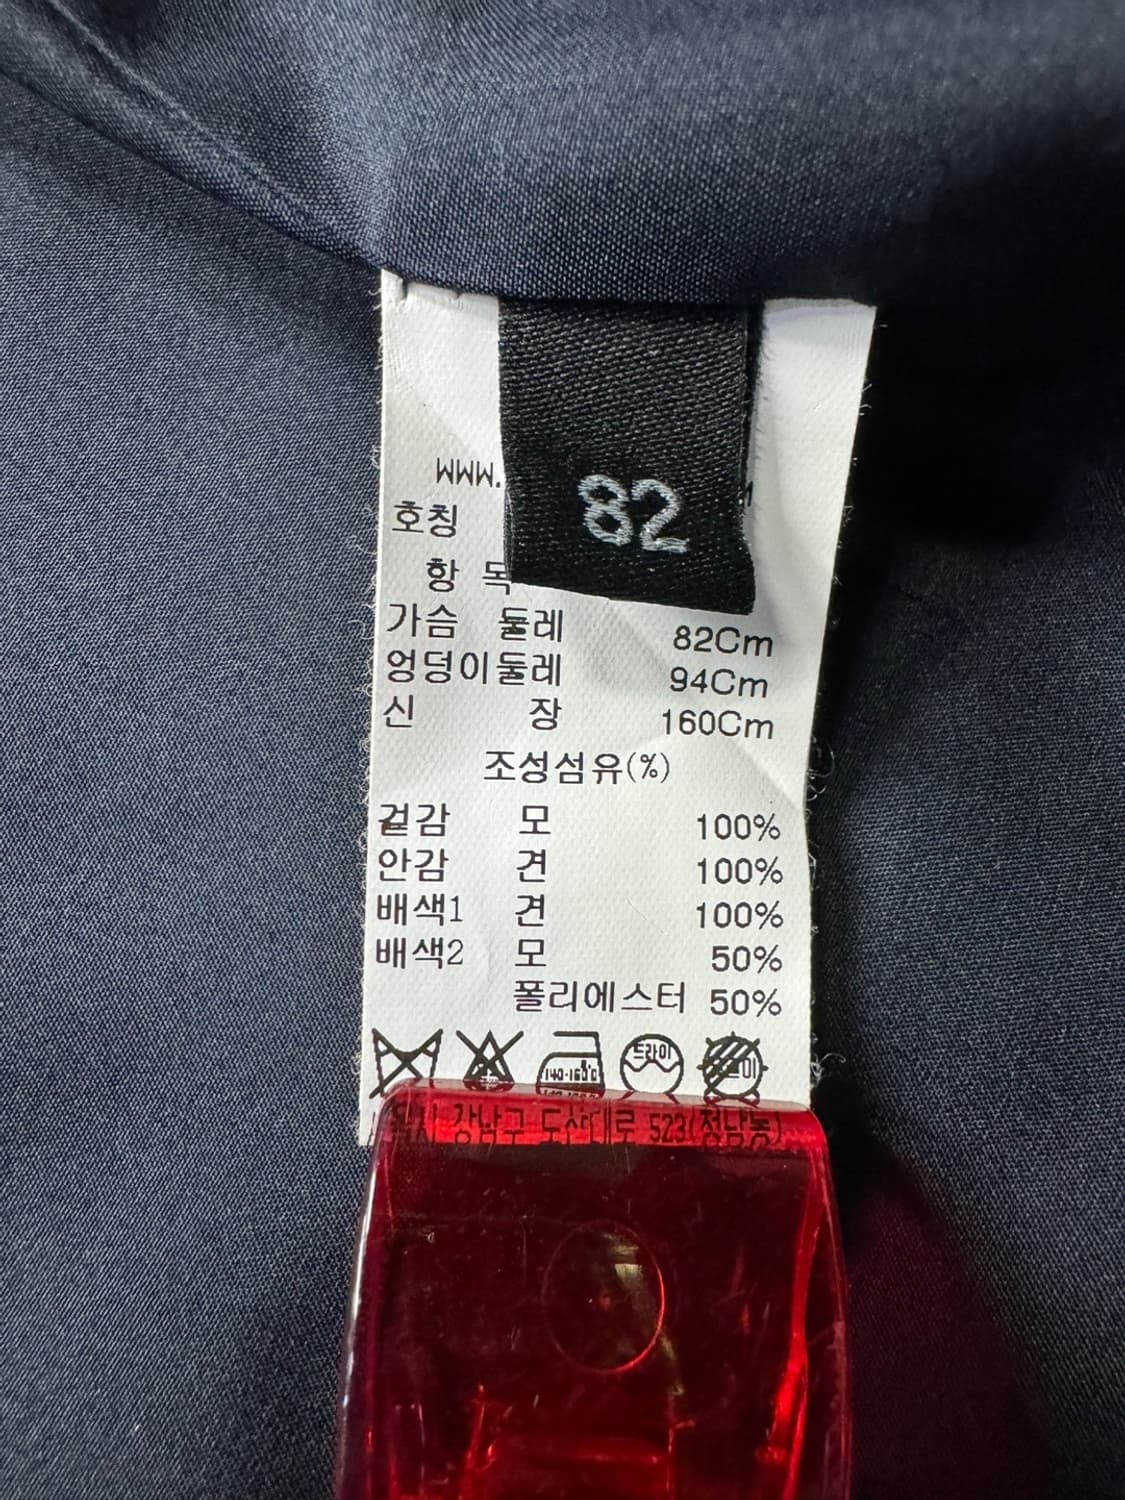 82
WWW.
호칭
항 목
가슴 둘레 82Cm
엉덩이둘레 94Cm
신 장 160Cm
조성섬유(%)
겉감 모 100%
안감 견 100%
배색1 견 100%
배색2 모 50%
폴리에스터 50%
드라이
140-160°C
강남구 도산대로 523(청담동)